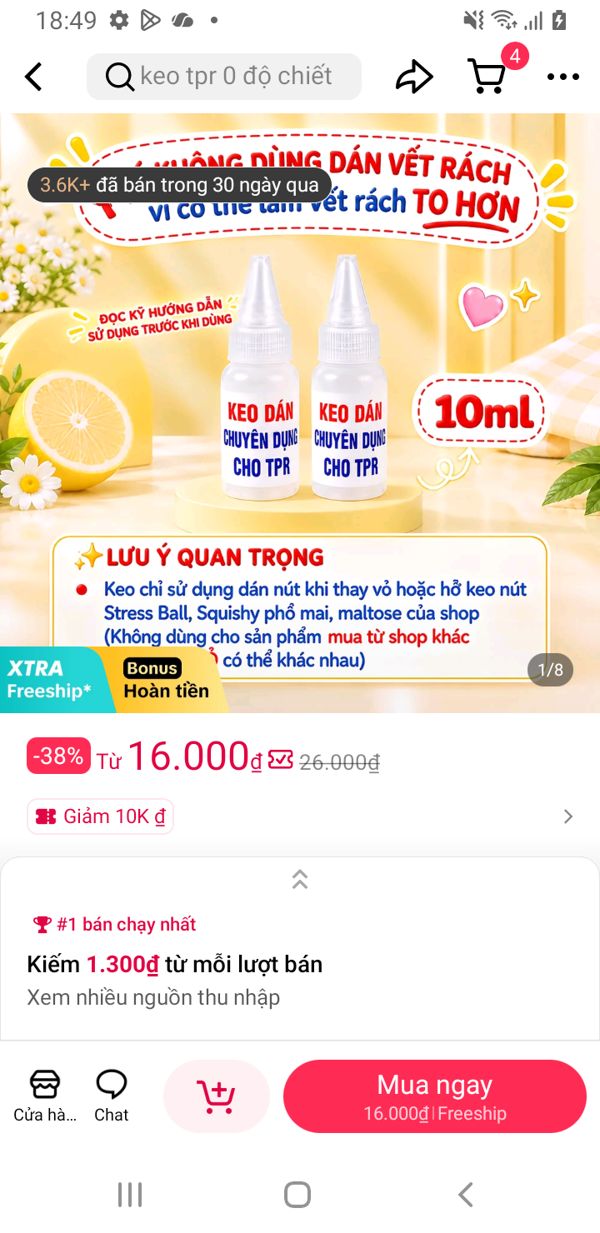 18:49
keo tpr 0 độ chiết
4
KHÔNG DÙNG DÁN VẾT RÁCH
3.6K+ đã bán trong 30 ngày qua
vì có thể làm vết rách TO HƠN
ĐỌC KỸ HƯỚNG DẪN
SỬ DỤNG TRƯỚC KHI DÙNG
10ml
KEO DÁN
CHUYÊN DỤNG
CHO TPR
KEO DÁN
CHUYÊN DỤNG
CHO TPR
LƯU Ý QUAN TRỌNG
Keo chỉ sử dụng dán nút khi thay vỏ hoặc hỡ keo nút
Stress Ball, Squishy phổ mai, maltose của shop
(Không dùng cho sản phẩm mua từ shop khác
có thể khác nhau)
XTRA
Freeship*
Bonus
Hoàn tiền
1/8
-38% Từ 16.000₫ 26.000₫
Giảm 10K ₫
#1 bán chạy nhất
Kiếm 1.300₫ từ mỗi lượt bán
Xem nhiều nguồn thu nhập
Cửa hà...
Chat
Mua ngay
16.000₫ | Freeship